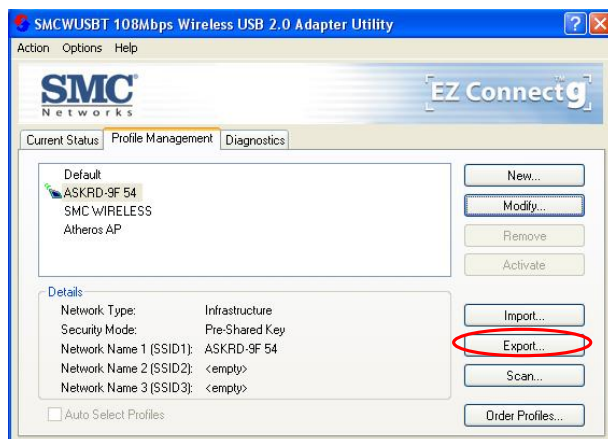 SMCWUSBT 108Mbps Wireless USB 2.0 Adapter Utility
Action Options Help
SMC®
Networks
EZ Connect™ g
Current Status Profile Management Diagnostics
Default
ASKRD-9F 54
SMC WIRELESS
Atheros AP
New...
Modify...
Remove
Activate
Details
Network Type: Infrastructure
Security Mode: Pre-Shared Key
Network Name 1 (SSID1): ASKRD-9F 54
Network Name 2 (SSID2): <empty>
Network Name 3 (SSID3): <empty>
Import...
Export...
Scan...
Auto Select Profiles
Order Profiles...